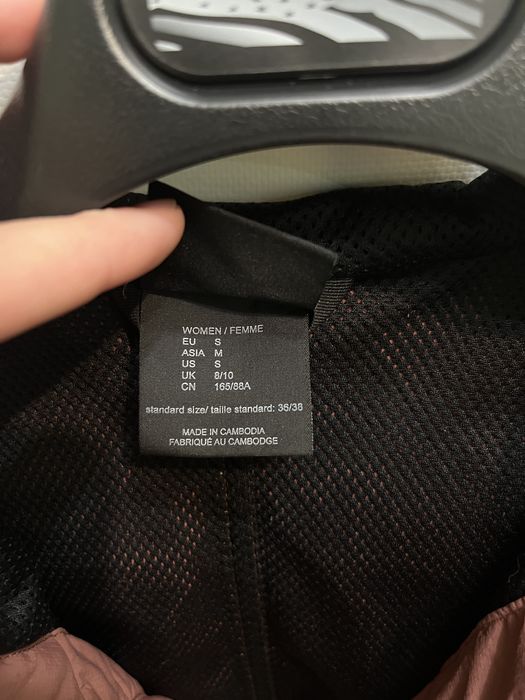 WOMEN / FEMME
EU S
ASIA M
US S
UK 8/10
CN 165/88A
standard size/ taille standard: 36/38
MADE IN CAMBODIA
FABRIQUÉ AU CAMBODGE